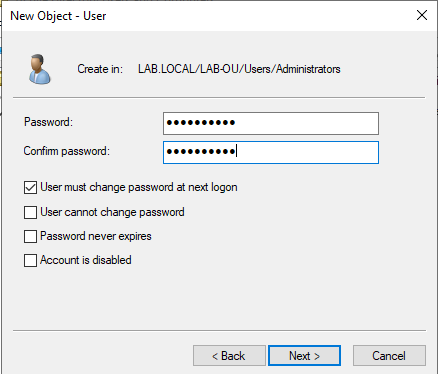 New Object - User
Create in: LAB.LOCAL/LAB-OU/Users/Administrators
Password: ●●●●●●●●●●
Confirm password: ●●●●●●●●●●
User must change password at next logon
User cannot change password
Password never expires
Account is disabled
< Back Next > Cancel